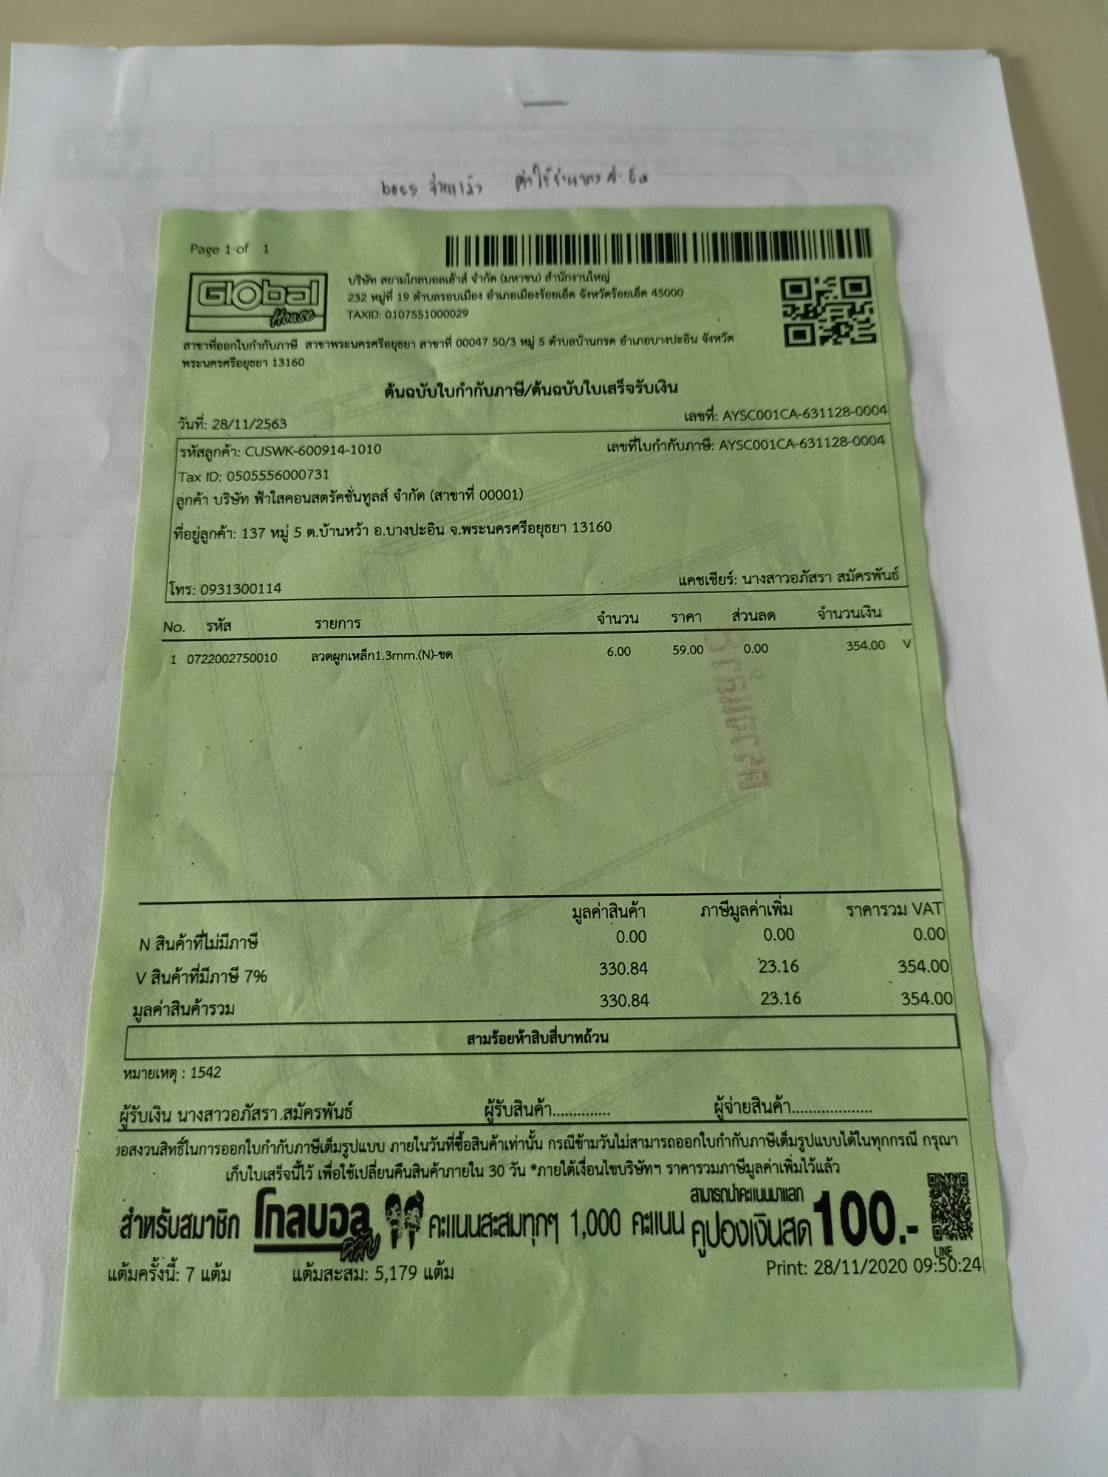 boss จ่ายแล้ว ค่าใช้จ่าย
Page 1 of 1
Global
House
บริษัท สยามโกลบอลเฮ้าส์ จำกัด (มหาชน) สำนักงานใหญ่
232 หมู่ที่ 19 ตำบลรอบเมือง อำเภอเมืองร้อยเอ็ด จังหวัดร้อยเอ็ด 45000
TAXID: 0107551000029
สาขาที่ออกใบกำกับภาษี สาขาพระนครศรีอยุธยา สาขาที่ 00047 50/3 หมู่ 5 ตำบลบ้านกรด อำเภอบางปะอิน จังหวัด
พระนครศรีอยุธยา 13160
ต้นฉบับใบกำกับภาษี/ต้นฉบับใบเสร็จรับเงิน
วันที่: 28/11/2563 เลขที่: AYSC001CA-631128-0004
รหัสลูกค้า: CUSWK-600914-1010 เลขที่ใบกำกับภาษี: AYSC001CA-631128-0004
Tax ID: 0505556000731
ลูกค้า บริษัท ฟ้าใสคอนสตรัคชั่นทูลส์ จำกัด (สาขาที่ 00001)
ที่อยู่ลูกค้า: 137 หมู่ 5 ต.บ้านหว้า อ.บางปะอิน จ.พระนครศรีอยุธยา 13160
โทร: 0931300114 แคชเชียร์: นางสาวอภัสรา สมัครพันธ์
No. รหัส รายการ จำนวน ราคา ส่วนลด จำนวนเงิน
1 0722002750010 ลวดผูกเหล็ก1.3mm.(N)-ขด 6.00 59.00 0.00 354.00 V
มูลค่าสินค้า ภาษีมูลค่าเพิ่ม ราคารวม VAT
N สินค้าที่ไม่มีภาษี 0.00 0.00 0.00
V สินค้าที่มีภาษี 7% 330.84 23.16 354.00
มูลค่าสินค้ารวม 330.84 23.16 354.00
สามร้อยห้าสิบสี่บาทถ้วน
หมายเหตุ : 1542
ผู้รับเงิน นางสาวอภัสรา สมัครพันธ์ ผู้รับสินค้า.............. ผู้จ่ายสินค้า....................
ขอสงวนสิทธิ์ในการออกใบกำกับภาษีเต็มรูปแบบ ภายในวันที่ซื้อสินค้าเท่านั้น กรณีข้ามวันไม่สามารถออกใบกำกับภาษีเต็มรูปแบบได้ในทุกกรณี กรุณา
เก็บใบเสร็จนี้ไว้ เพื่อใช้เปลี่ยนคืนสินค้าภายใน 30 วัน *ภายใต้เงื่อนไขบริษัทฯ ราคารวมภาษีมูลค่าเพิ่มไว้แล้ว
สำหรับสมาชิก โกลบอล คลับ คะแนนสะสมทุกๆ 1,000 คะแนน สามารถนำคะแนนมาแลก คูปองเงินสด 100.-
LINE
แต้มครั้งนี้: 7 แต้ม แต้มสะสม: 5,179 แต้ม Print: 28/11/2020 09:50:24